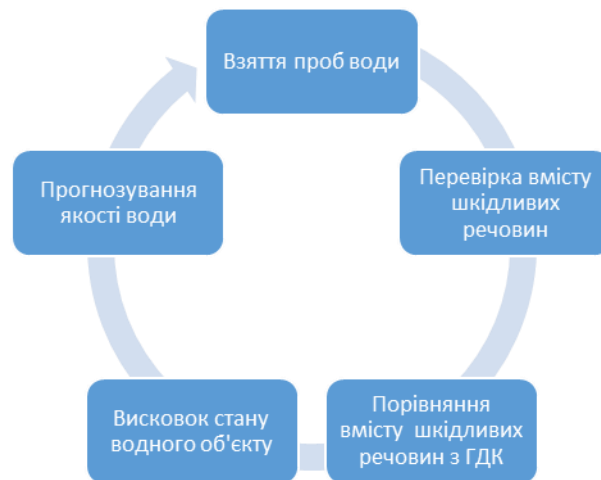 Взяття проб води
Перевірка вмісту
шкідливих
речовин
Порівняння
вмісту шкідливих
речовин з ГДК
Висковок стану
водного об'єкту
Прогнозування
якості води